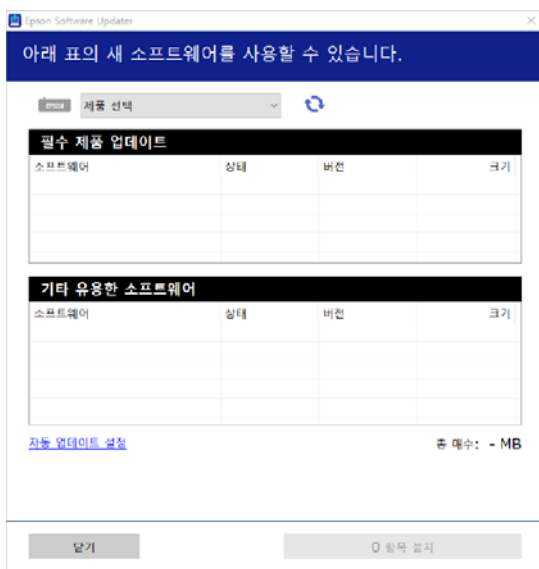 Epson Software Updater
아래 표의 새 소프트웨어를 사용할 수 있습니다.
EPSON 제품 선택
필수 제품 업데이트
소프트웨어 상태 버전 크기
기타 유용한 소프트웨어
소프트웨어 상태 버전 크기
자동 업데이트 설정 총 매수: - MB
닫기 0 항목 설치